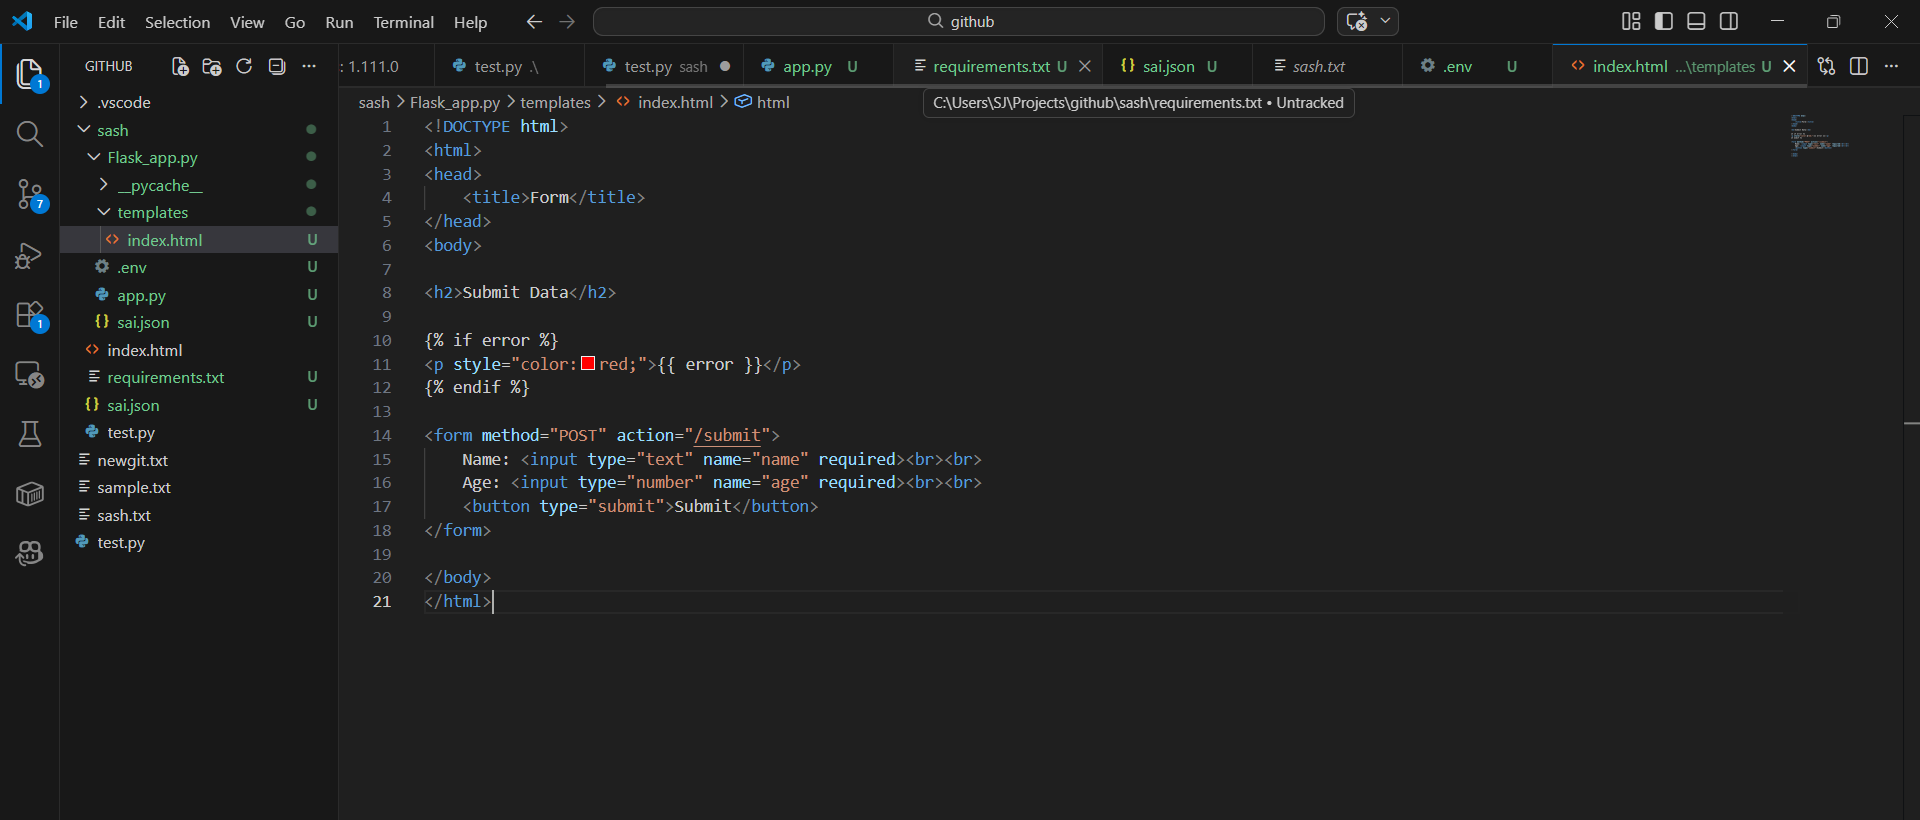 File Edit Selection View Go Run Terminal Help
github
GITHUB
: 1.111.0
test.py .\
test.py sash
app.py U
requirements.txt U
sai.json U
sash.txt
.env U
index.html ...\templates U
sash > Flask_app.py > templates > index.html > html
C:\Users\SJ\Projects\github\sash\requirements.txt • Untracked
1
7
1
.vscode
sash
Flask_app.py
__pycache__
templates
index.html U
.env U
app.py U
sai.json U
index.html
requirements.txt U
sai.json U
test.py
newgit.txt
sample.txt
sash.txt
test.py
1 <!DOCTYPE html>
2 <html>
3 <head>
4     <title>Form</title>
5 </head>
6 <body>
7
8 <h2>Submit Data</h2>
9
10 {% if error %}
11 <p style="color:red;">{{ error }}</p>
12 {% endif %}
13
14 <form method="POST" action="/submit">
15     Name: <input type="text" name="name" required><br><br>
16     Age: <input type="number" name="age" required><br><br>
17     <button type="submit">Submit</button>
18 </form>
19
20 </body>
21 </html>